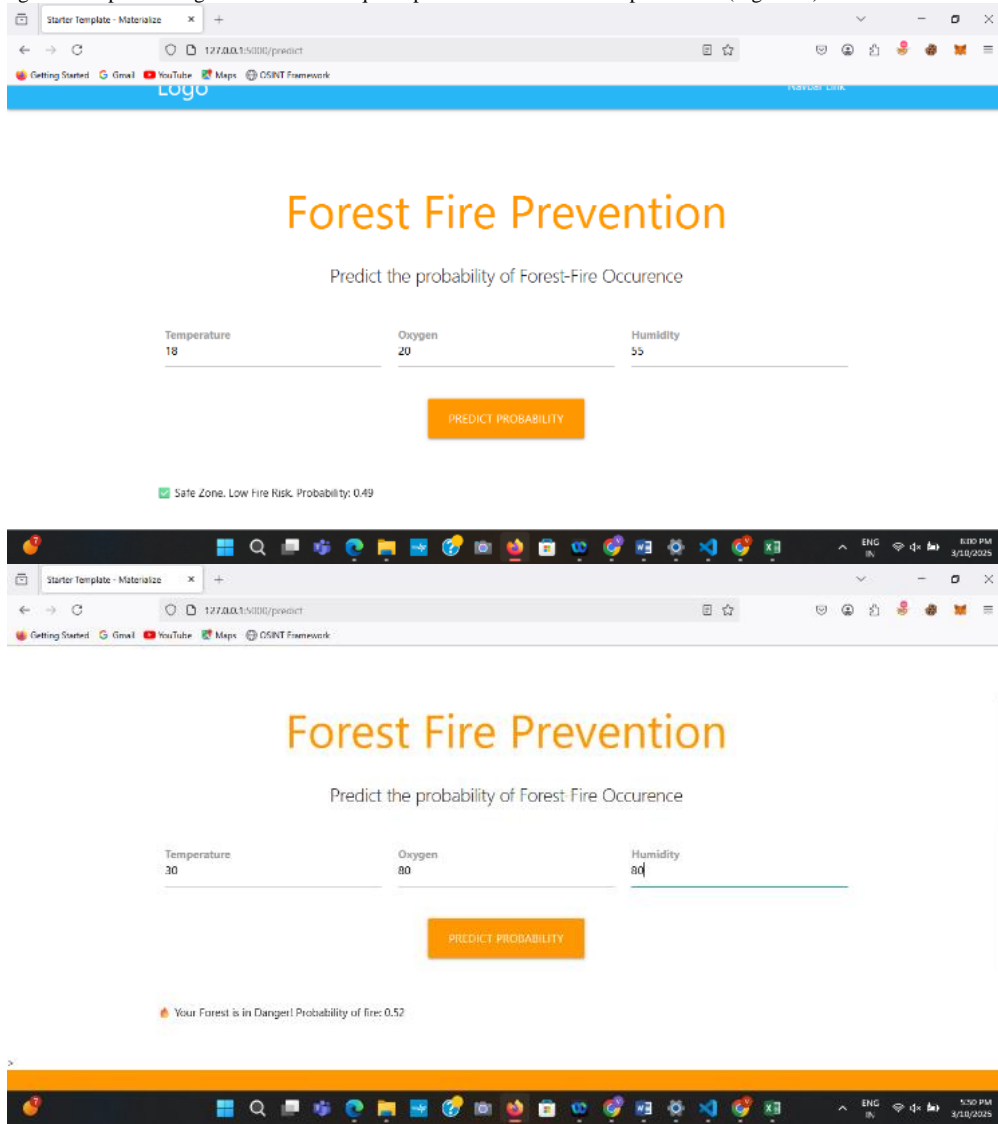 Starter Template - Materialize × +
127.0.0.1:5000/predict
Getting Started Gmail YouTube Maps OSINT Framework
Logo Navbar Link
Forest Fire Prevention
Predict the probability of Forest-Fire Occurence
Temperature Oxygen Humidity
18 20 55
PREDICT PROBABILITY
✅ Safe Zone. Low Fire Risk. Probability: 0.49
ENG 6:00 PM
IN 3/10/2025
Starter Template - Materialize × +
127.0.0.1:5000/predict
Getting Started Gmail YouTube Maps OSINT Framework
Forest Fire Prevention
Predict the probability of Forest-Fire Occurence
Temperature Oxygen Humidity
30 80 80
PREDICT PROBABILITY
🔥 Your Forest is in Danger! Probability of fire: 0.52
>
ENG 5:50 PM
IN 3/10/2025